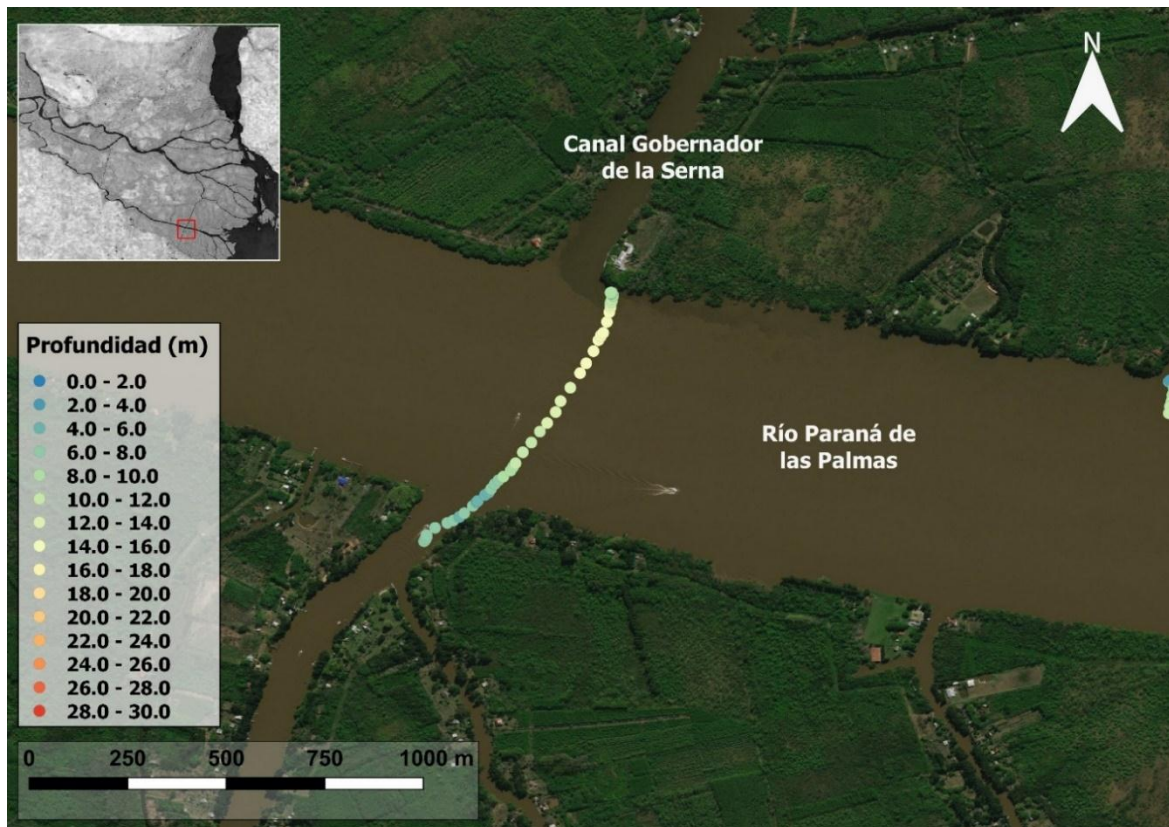 N
Canal Gobernador
de la Serna
Profundidad (m)
0.0 - 2.0
2.0 - 4.0
4.0 - 6.0
6.0 - 8.0
8.0 - 10.0
10.0 - 12.0
12.0 - 14.0
14.0 - 16.0
16.0 - 18.0
18.0 - 20.0
20.0 - 22.0
22.0 - 24.0
24.0 - 26.0
26.0 - 28.0
28.0 - 30.0
Río Paraná de
las Palmas
0 250 500 750 1000 m